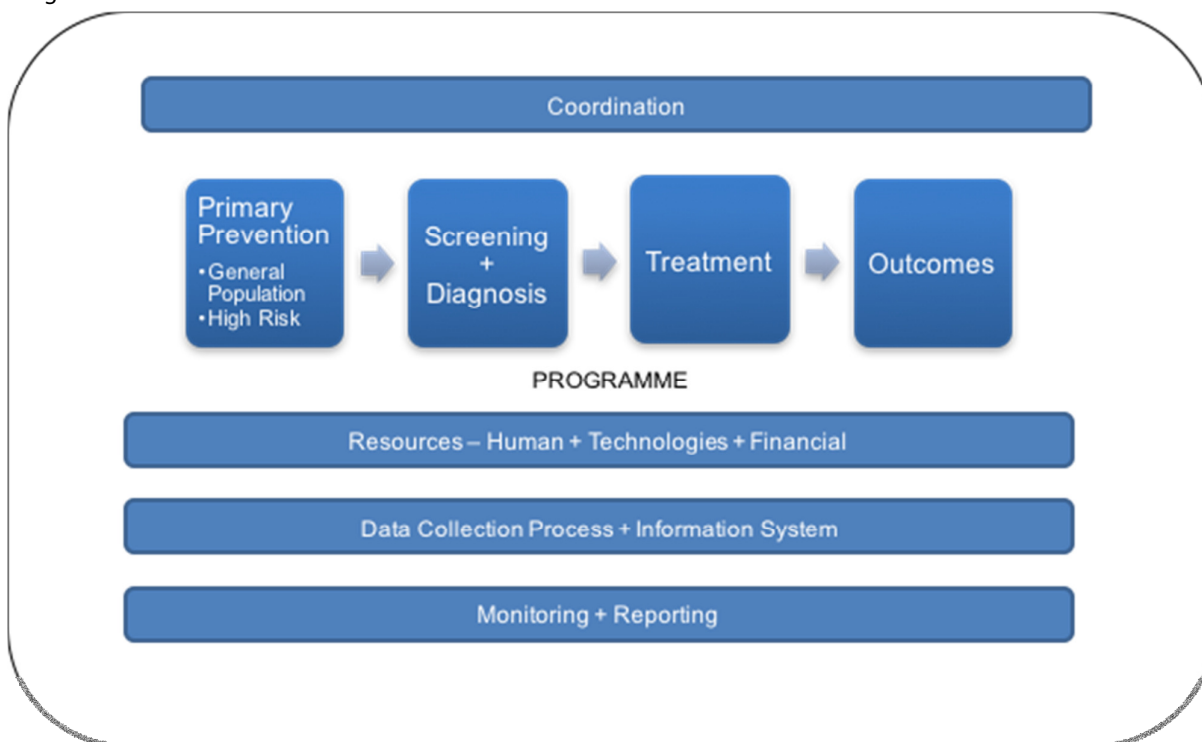 Coordination
Primary
Prevention
•General
Population
•High Risk
Screening
+
Diagnosis
Treatment
Outcomes
PROGRAMME
Resources – Human + Technologies + Financial
Data Collection Process + Information System
Monitoring + Reporting